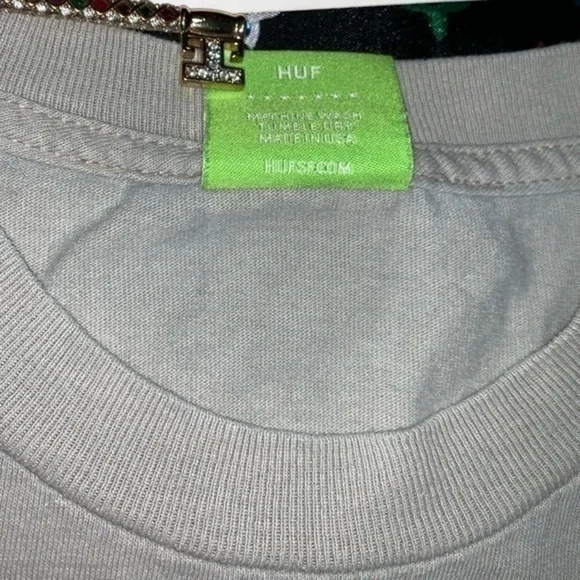 HUF
MACHINE WASH
TUMBLE DRY
MADE IN USA
HUFSF.COM